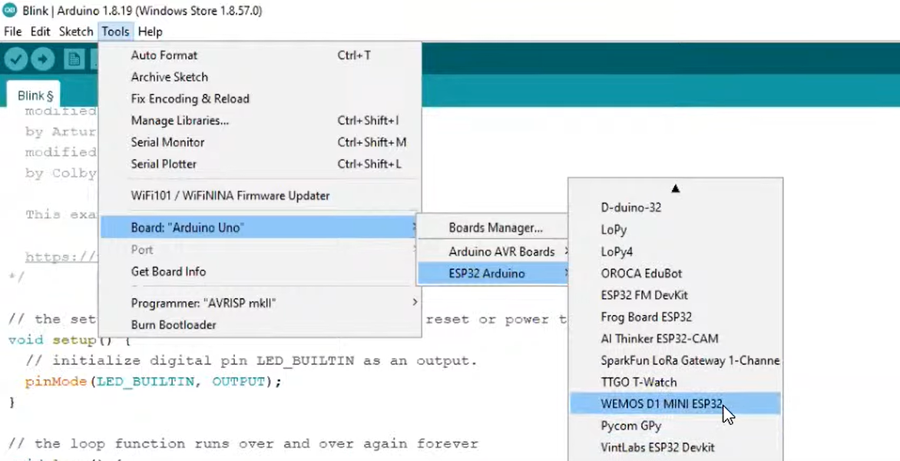 Blink | Arduino 1.8.19 (Windows Store 1.8.57.0)
File Edit Sketch Tools Help
Auto Format Ctrl+T
Archive Sketch
Fix Encoding & Reload
Manage Libraries... Ctrl+Shift+I
Serial Monitor Ctrl+Shift+M
Serial Plotter Ctrl+Shift+L
WiFi101 / WiFiNINA Firmware Updater
Board: "Arduino Uno"
Port
Get Board Info
Programmer: "AVRISP mkII"
Burn Bootloader
Boards Manager...
Arduino AVR Boards
ESP32 Arduino
D-duino-32
LoPy
LoPy4
OROCA EduBot
ESP32 FM DevKit
Frog Board ESP32
AI Thinker ESP32-CAM
SparkFun LoRa Gateway 1-Channe
TTGO T-Watch
WEMOS D1 MINI ESP32
Pycom GPy
VintLabs ESP32 Devkit
Blink §
modified
by Artur
modified
by Colby
This exa
https://
*/
// the set reset or power t
void setup() {
// initialize digital pin LED_BUILTIN as an output.
pinMode(LED_BUILTIN, OUTPUT);
}
// the loop function runs over and over again forever